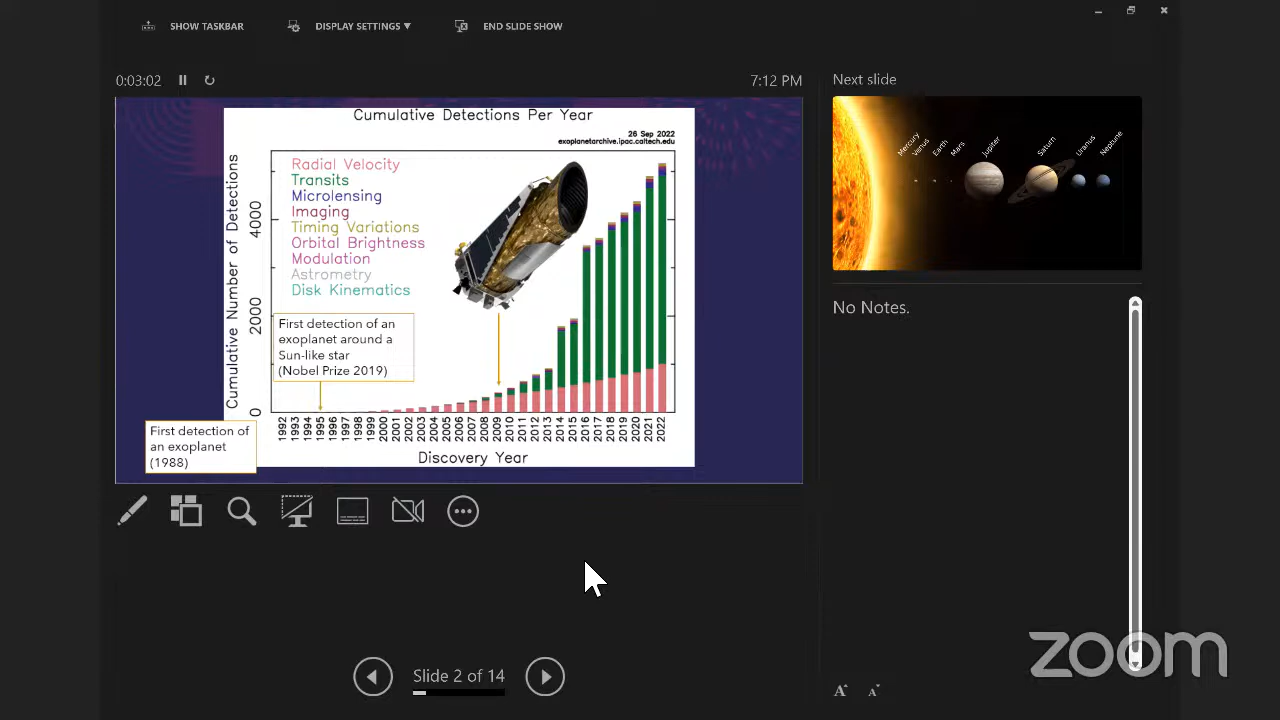 SHOW TASKBAR
DISPLAY SETTINGS ▼
END SLIDE SHOW
0:03:02
7:12 PM
Next slide
Cumulative Detections Per Year
26 Sep 2022
exoplanetarchive.ipac.caltech.edu
Cumulative Number of Detections
Radial Velocity
Transits
Microlensing
Imaging
Timing Variations
Orbital Brightness
Modulation
Astrometry
Disk Kinematics
4000
2000
0
First detection of an
exoplanet around a
Sun-like star
(Nobel Prize 2019)
First detection of
an exoplanet
(1988)
1992 1993 1994 1995 1996 1997 1998 1999 2000 2001 2002 2003 2004 2005 2006 2007 2008 2009 2010 2011 2012 2013 2014 2015 2016 2017 2018 2019 2020 2021 2022
Discovery Year
Mercury
Venus
Earth
Mars
Jupiter
Saturn
Uranus
Neptune
No Notes.
Slide 2 of 14
A A
zoom